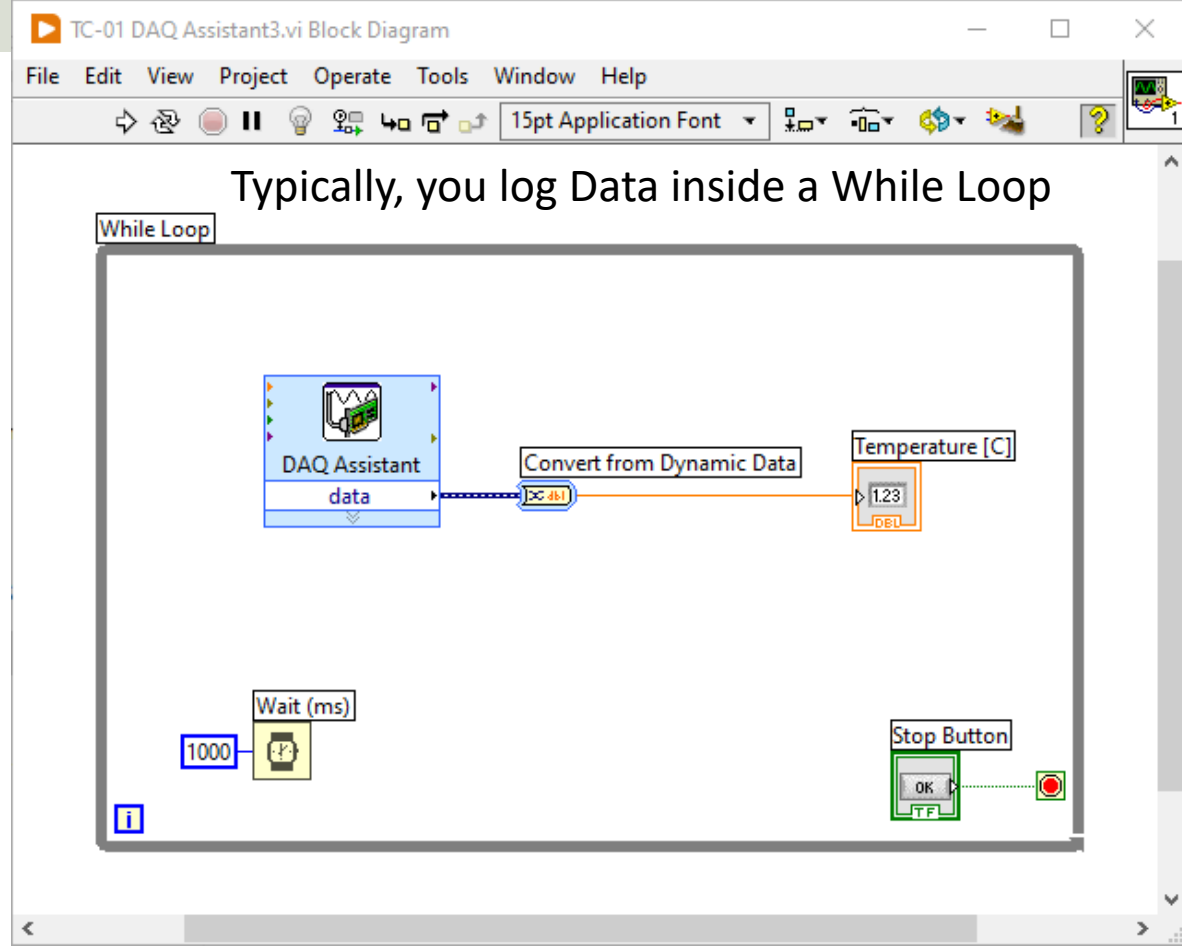 TC-01 DAQ Assistant3.vi Block Diagram
File Edit View Project Operate Tools Window Help
15pt Application Font
1
Typically, you log Data inside a While Loop
While Loop
DAQ Assistant
data
Convert from Dynamic Data
dbl
Temperature [C]
1.23
DBL
Wait (ms)
1000
Stop Button
OK
TF
i